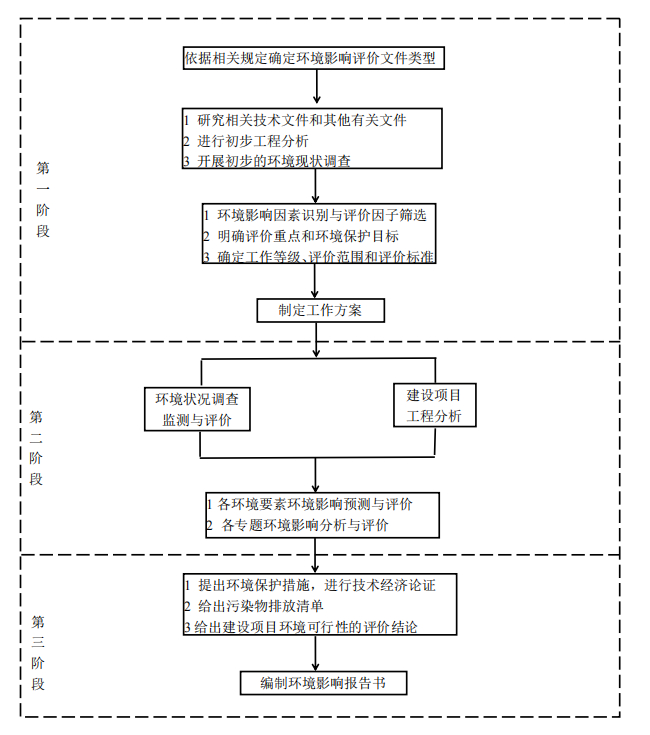 依据相关规定确定环境影响评价文件类型
1 研究相关技术文件和其他有关文件
2 进行初步工程分析
3 开展初步的环境现状调查
第一阶段
1 环境影响因素识别与评价因子筛选
2 明确评价重点和环境保护目标
3 确定工作等级、评价范围和评价标准
制定工作方案
环境状况调查
监测与评价
建设项目
工程分析
第二阶段
1 各环境要素环境影响预测与评价
2 各专题环境影响分析与评价
1 提出环境保护措施，进行技术经济论证
2 给出污染物排放清单
3 给出建设项目环境可行性的评价结论
第三阶段
编制环境影响报告书